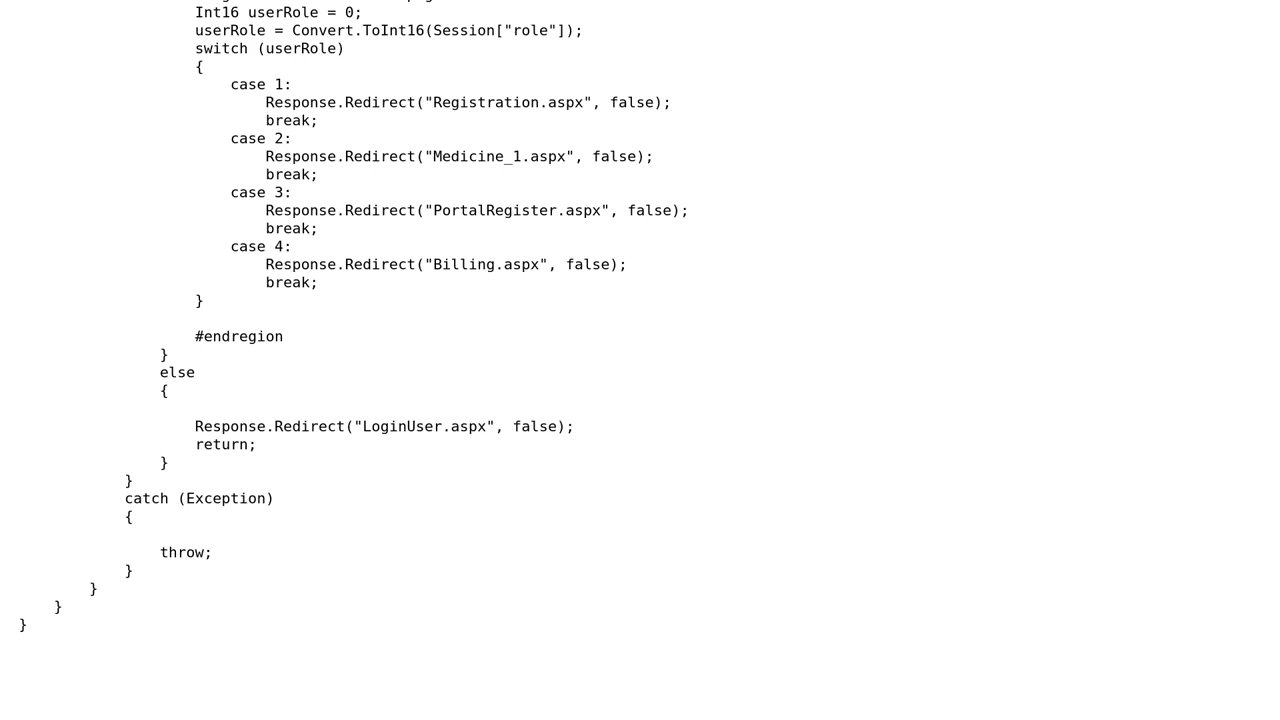 Int16 userRole = 0;
userRole = Convert.ToInt16(Session["role"]);
switch (userRole)
{
case 1:
Response.Redirect("Registration.aspx", false);
break;
case 2:
Response.Redirect("Medicine_1.aspx", false);
break;
case 3:
Response.Redirect("PortalRegister.aspx", false);
break;
case 4:
Response.Redirect("Billing.aspx", false);
break;
}
#endregion
}
else
{
Response.Redirect("LoginUser.aspx", false);
return;
}
}
catch (Exception)
{
throw;
}
}
}
}